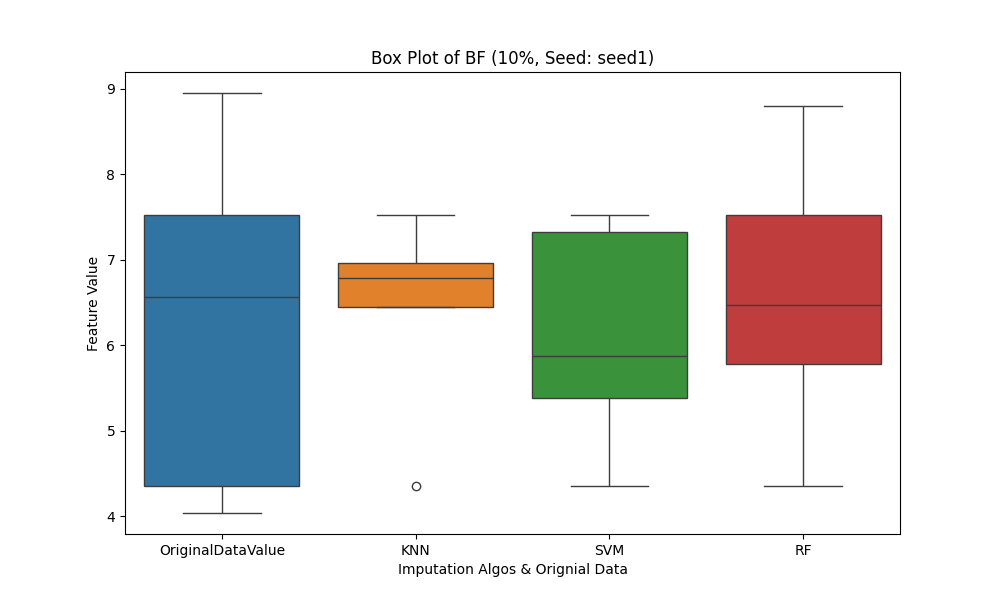 Box Plot of BF (10%, Seed: seed1)
9
8
7
6
5
4
Feature Value
OriginalDataValue KNN SVM RF
Imputation Algos & Orignial Data